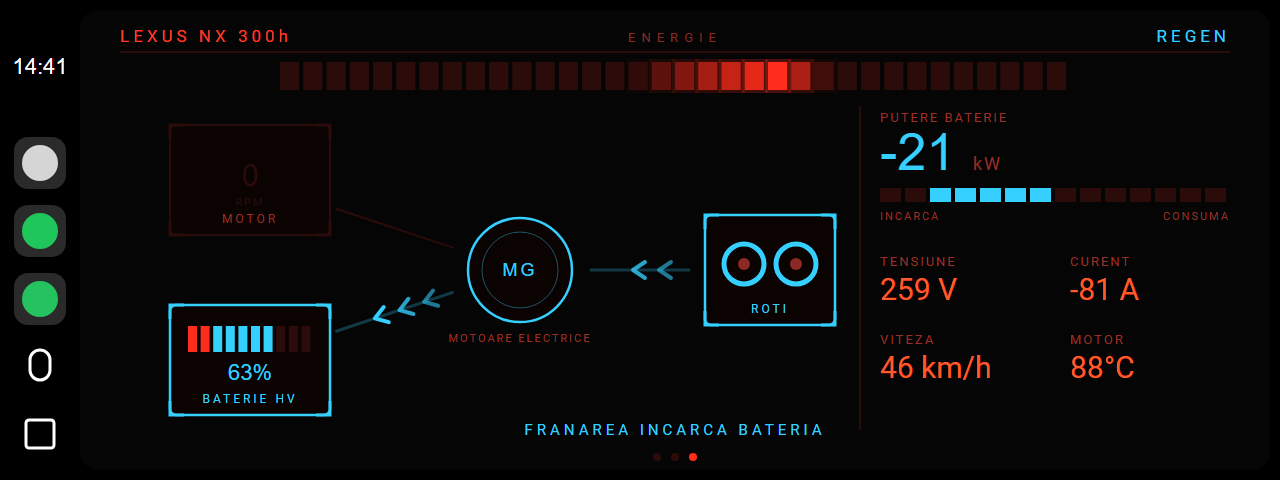 LEXUS NX 300h
ENERGIE
REGEN
14:41
0
RPM
MOTOR
MG
MOTOARE ELECTRICE
ROTI
63%
BATERIE HV
FRANAREA INCARCA BATERIA
PUTERE BATERIE
-21 kW
INCARCA CONSUMA
TENSIUNE CURENT
259 V -81 A
VITEZA MOTOR
46 km/h 88°C